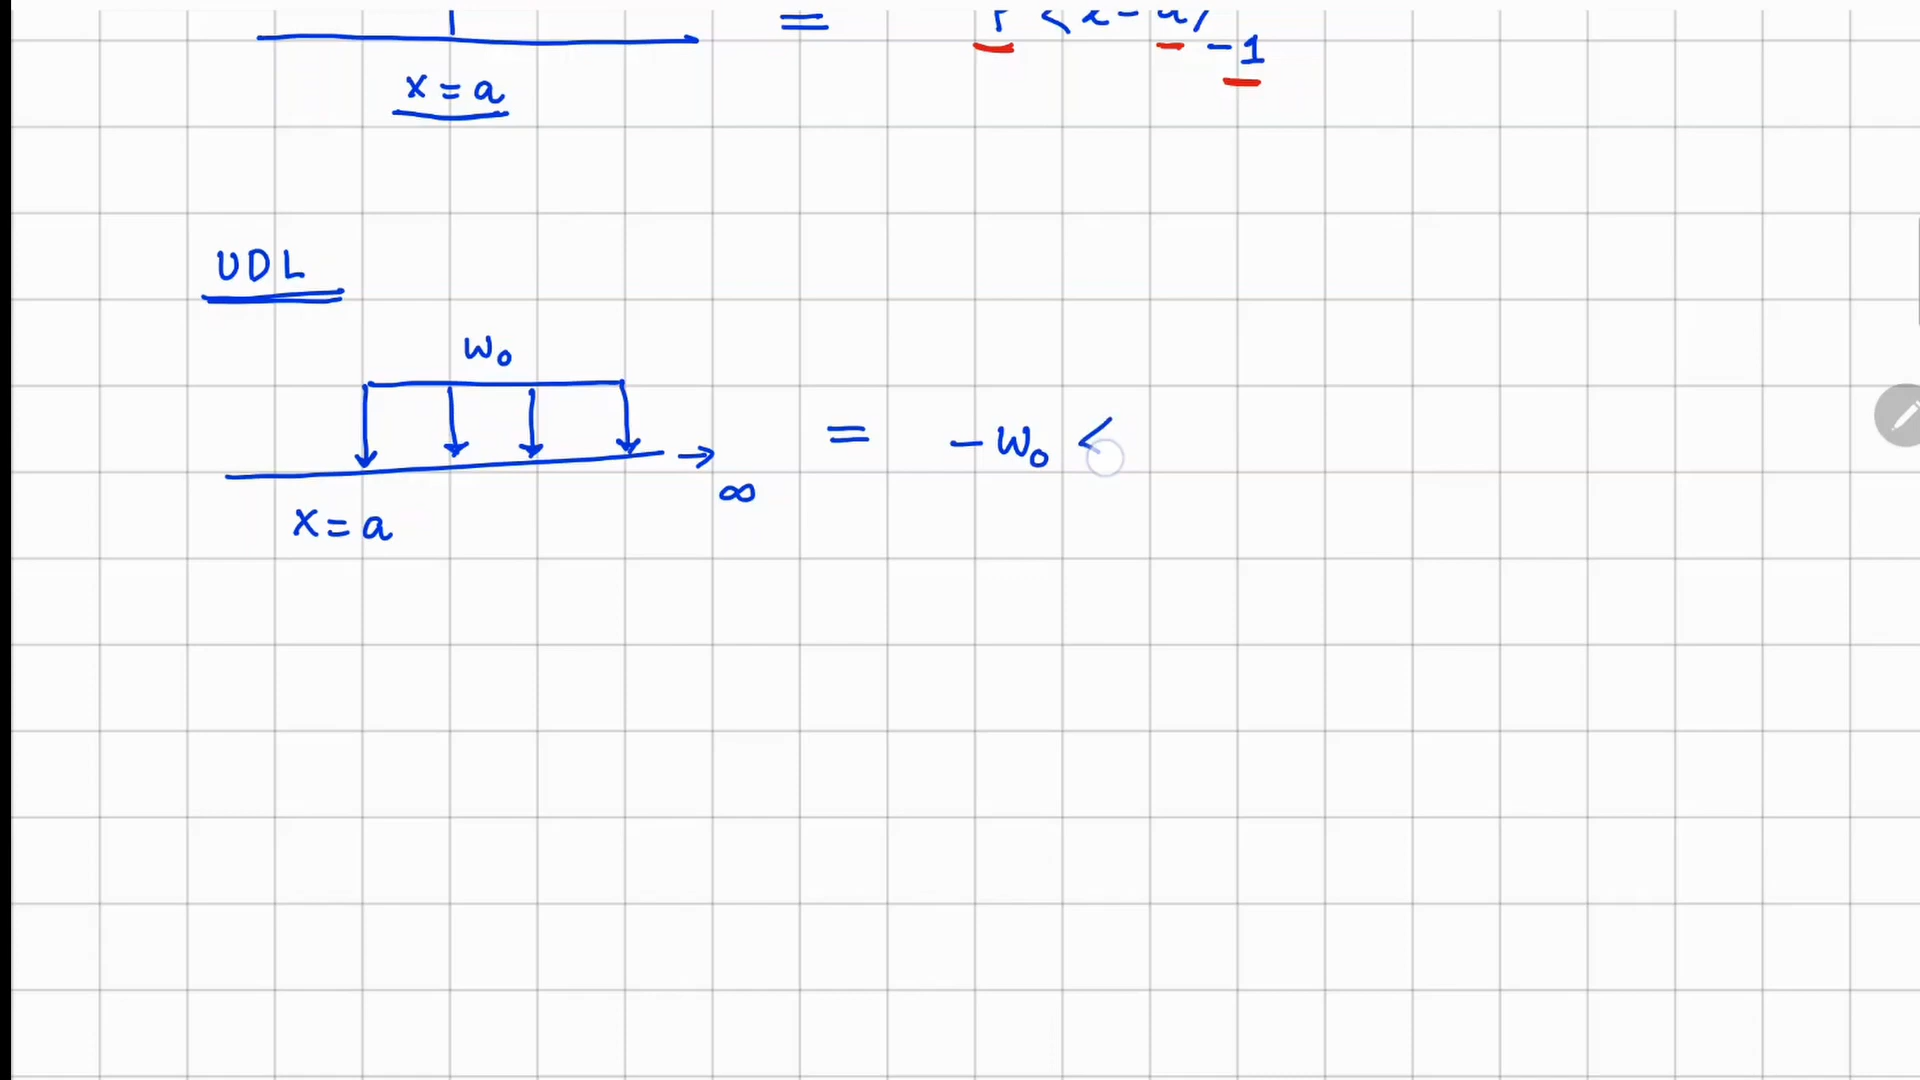 = P <x-a>-1
x = a
UDL
w0
= -w0 <
∞
x = a